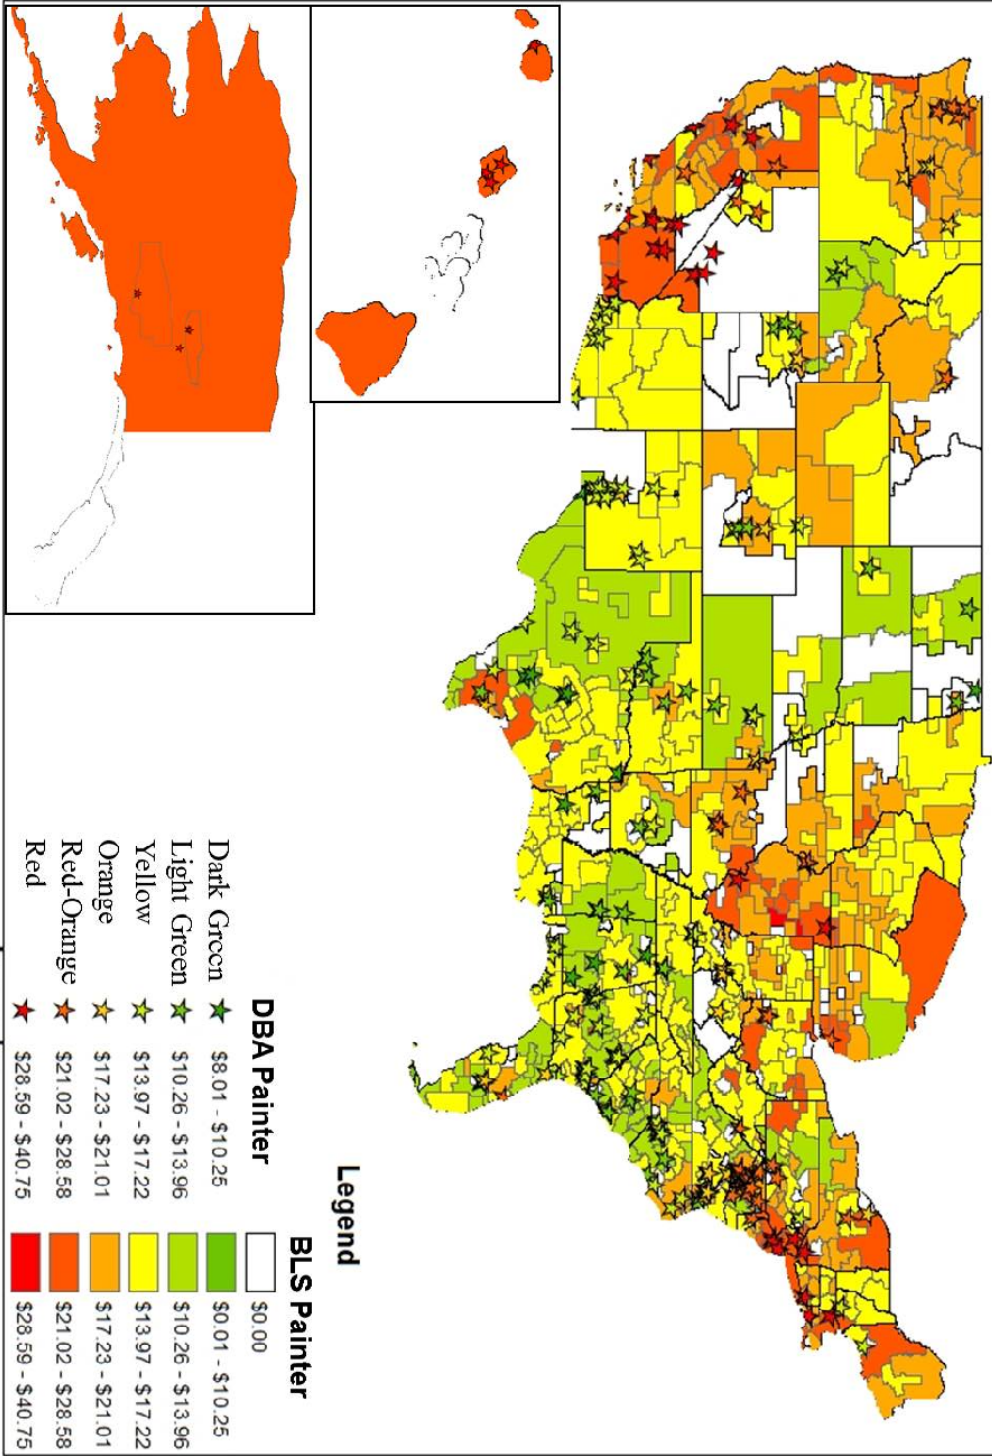 Legend
BLS Painter
DBA Painter $0.00
Dark Green $8.01 - $10.25 $0.01 - $10.25
Light Green $10.26 - $13.96 $10.26 - $13.96
Yellow $13.97 - $17.22 $13.97 - $17.22
Orange $17.23 - $21.01 $17.23 - $21.01
Red-Orange $21.02 - $28.58 $21.02 - $28.58
Red $28.59 - $40.75 $28.59 - $40.75